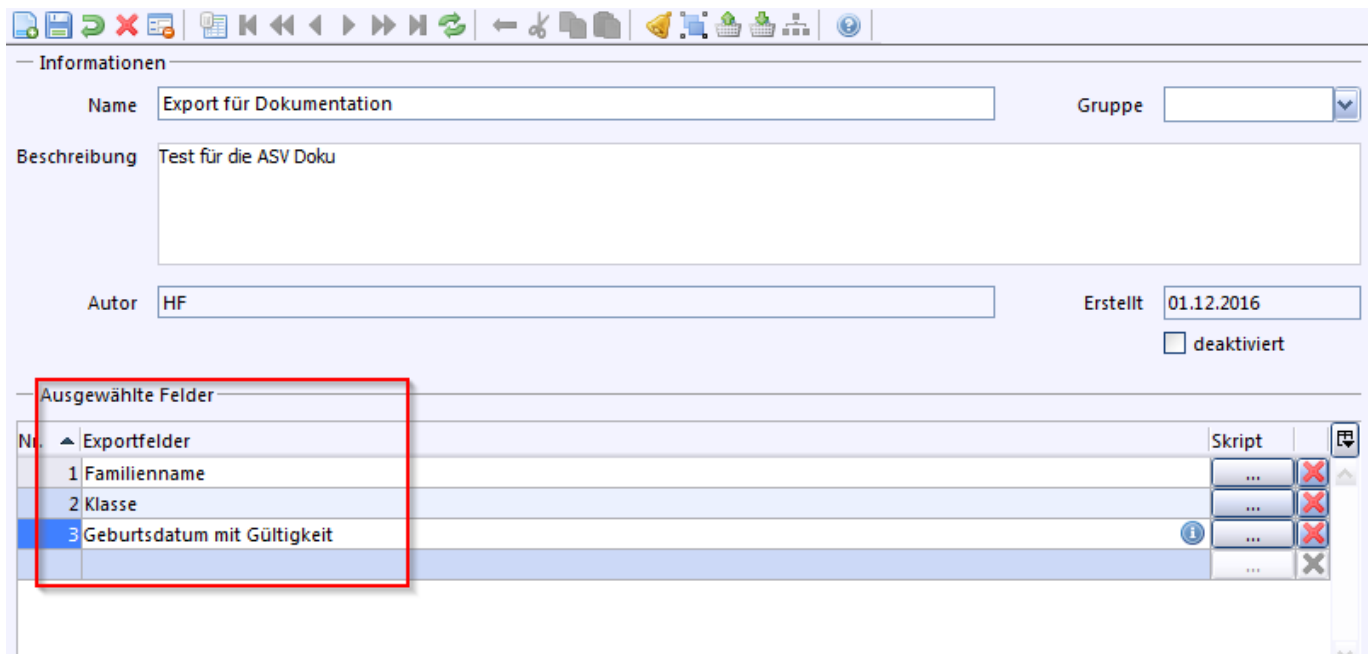 Informationen
Name Export für Dokumentation Gruppe
Beschreibung Test für die ASV Doku
Autor HF Erstellt 01.12.2016
deaktiviert
Ausgewählte Felder
Nr. Exportfelder Skript
1 Familienname ...
2 Klasse ...
3 Geburtsdatum mit Gültigkeit ...
...